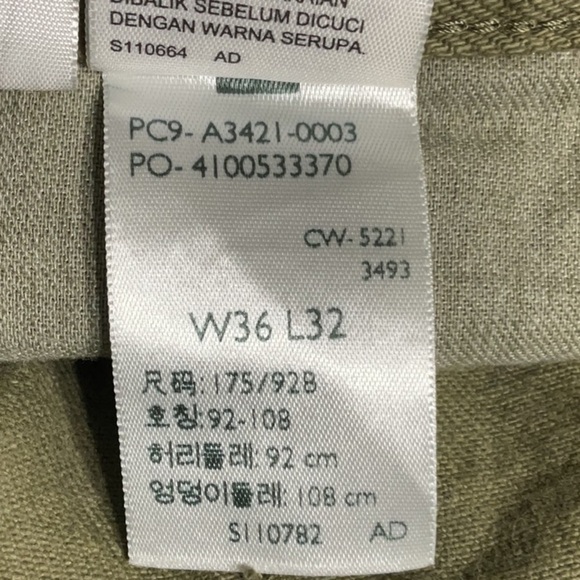 DIBALIK SEBELUM DICUCI
DENGAN WARNA SERUPA.
S110664 AD
PC9- A3421-0003
PO- 4100533370
CW- 5221
3493
W36 L32
尺码: 175/92B
호칭: 92-108
허리둘레: 92 cm
엉덩이둘레: 108 cm
S110782 AD